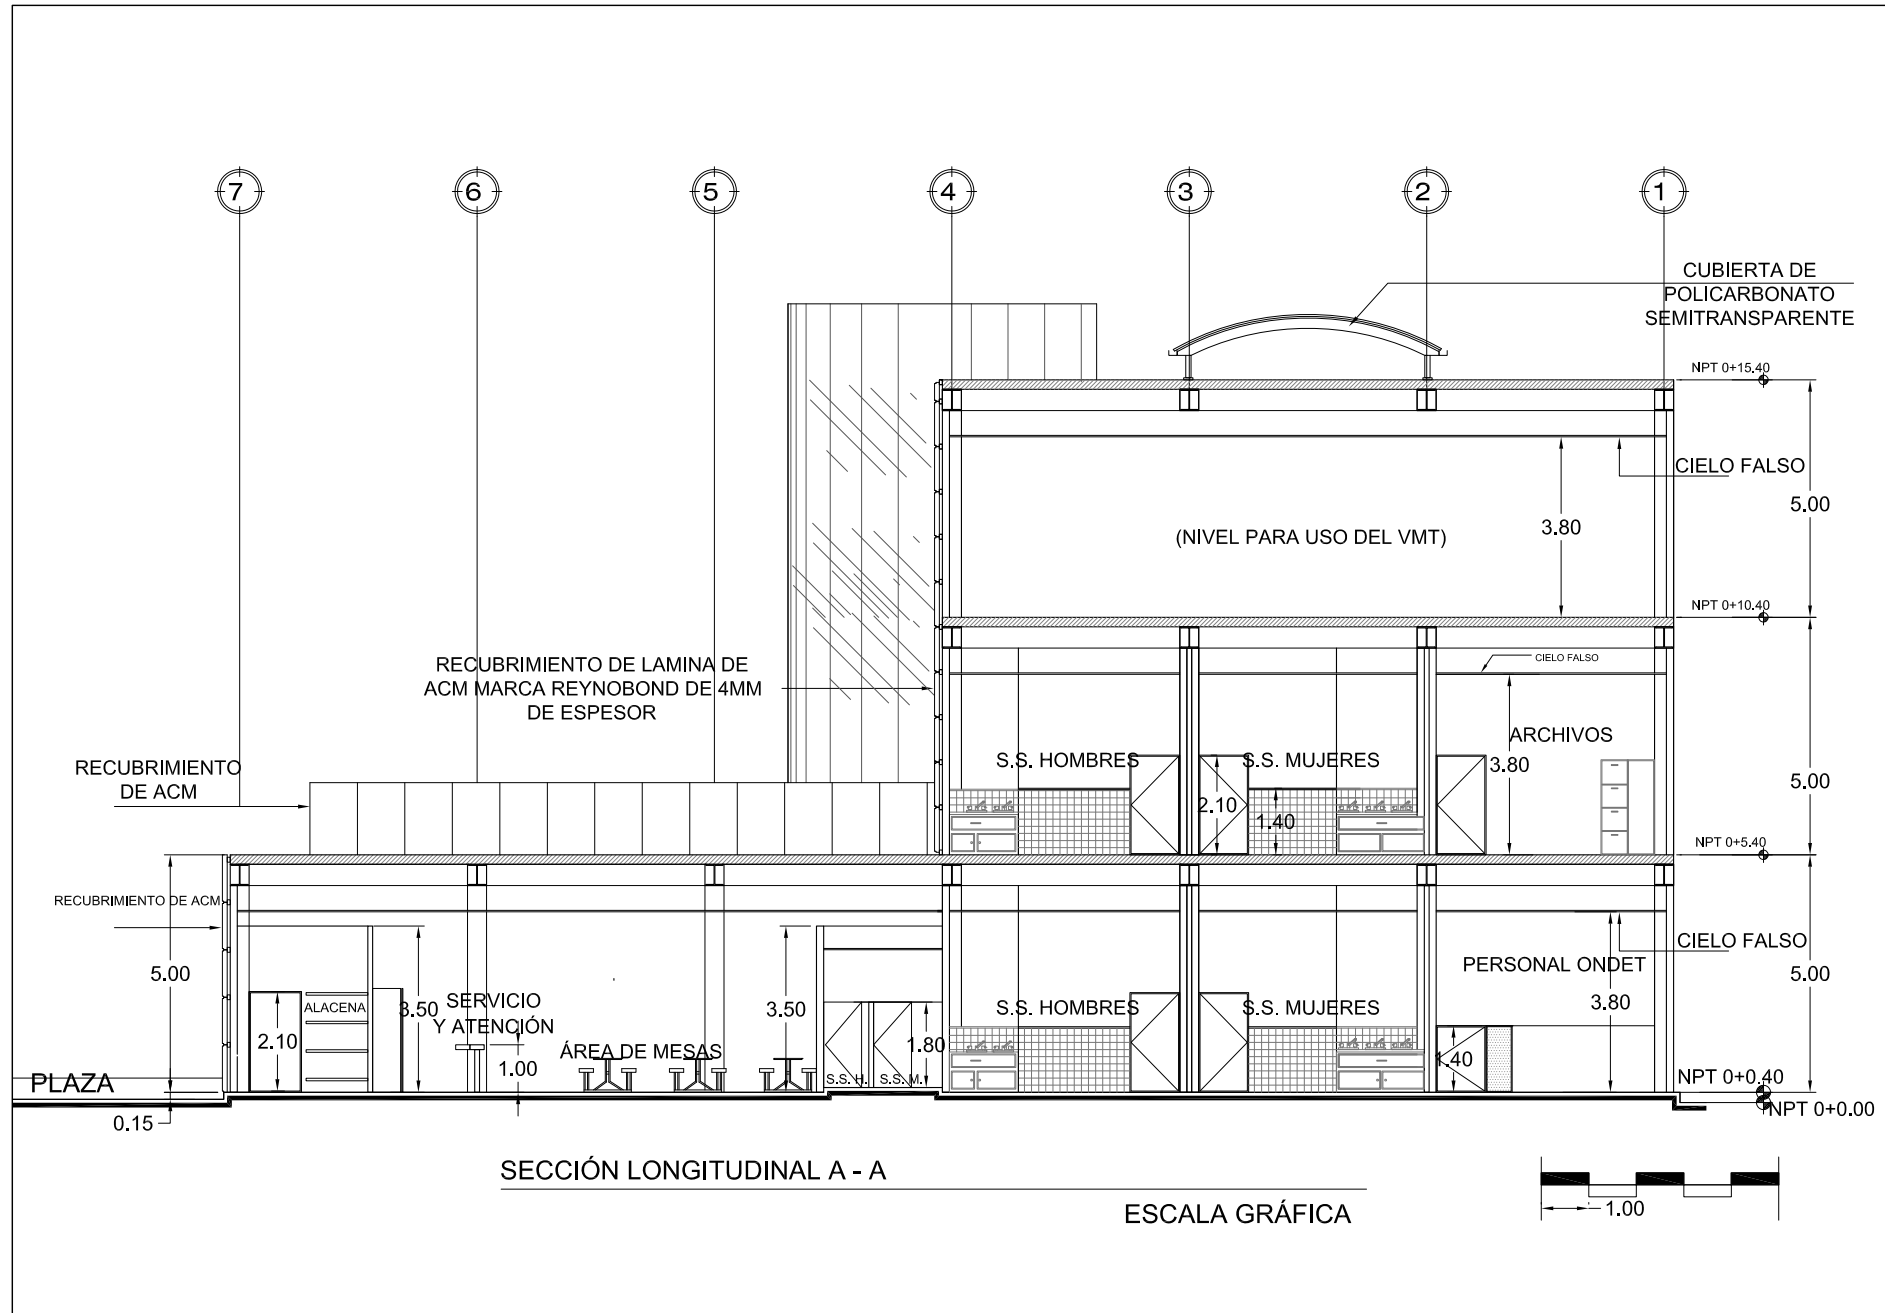 7
6
5
4
3
2
1
CUBIERTA DE
POLICARBONATO
SEMITRANSPARENTE
NPT 0+15.40
CIELO FALSO
5.00
3.80
(NIVEL PARA USO DEL VMT)
NPT 0+10.40
RECUBRIMIENTO DE LAMINA DE
ACM MARCA REYNOBOND DE 4MM
DE ESPESOR
CIELO FALSO
ARCHIVOS
S.S. HOMBRES
S.S. MUJERES
3.80
RECUBRIMIENTO
DE ACM
5.00
2.10
1.40
NPT 0+5.40
RECUBRIMIENTO DE ACM
CIELO FALSO
PERSONAL ONDET
5.00
5.00
3.80
SERVICIO
Y ATENCIÓN
ALACENA
3.50
3.50
S.S. HOMBRES
S.S. MUJERES
2.10
1.80
ÁREA DE MESAS
1.00
1.40
S.S. H.
S.S. M.
PLAZA
NPT 0+0.40
NPT 0+0.00
0.15
SECCIÓN LONGITUDINAL A - A
ESCALA GRÁFICA
1.00